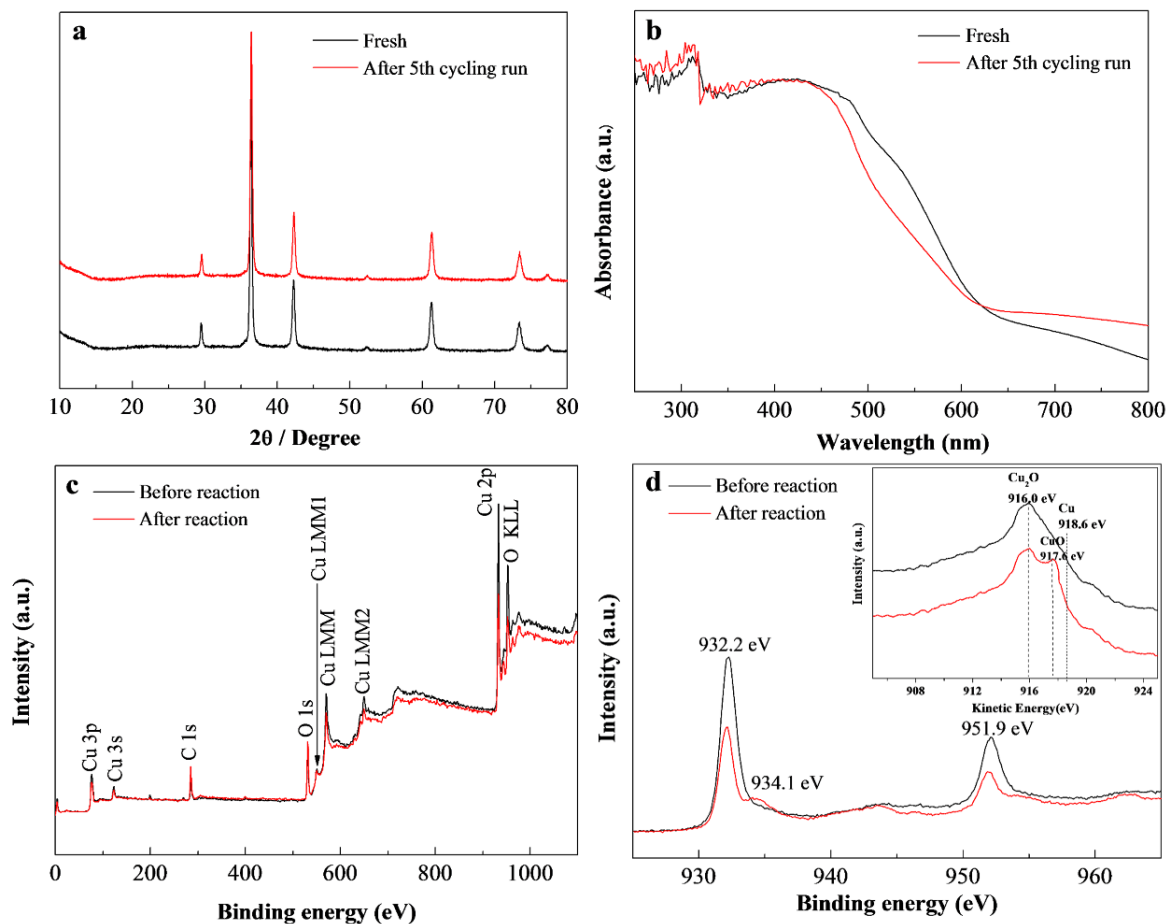 a
Fresh
After 5th cycling run
10
20
30
40
50
60
70
80
2θ / Degree
b
Fresh
After 5th cycling run
Absorbance (a.u.)
300
400
500
600
700
800
Wavelength (nm)
c
Before reaction
After reaction
Intensity (a.u.)
Cu 3p
Cu 3s
C 1s
O 1s
Cu LMM1
Cu LMM
Cu LMM2
Cu 2p
O KLL
0
200
400
600
800
1000
Binding energy (eV)
d
Before reaction
After reaction
Intensity (a.u.)
932.2 eV
934.1 eV
951.9 eV
930
940
950
960
Binding energy (eV)
Intensity (a.u.)
Cu₂O
916.0 eV
Cu
918.6 eV
CuO
917.6 eV
908
912
916
920
924
Kinetic Energy(eV)